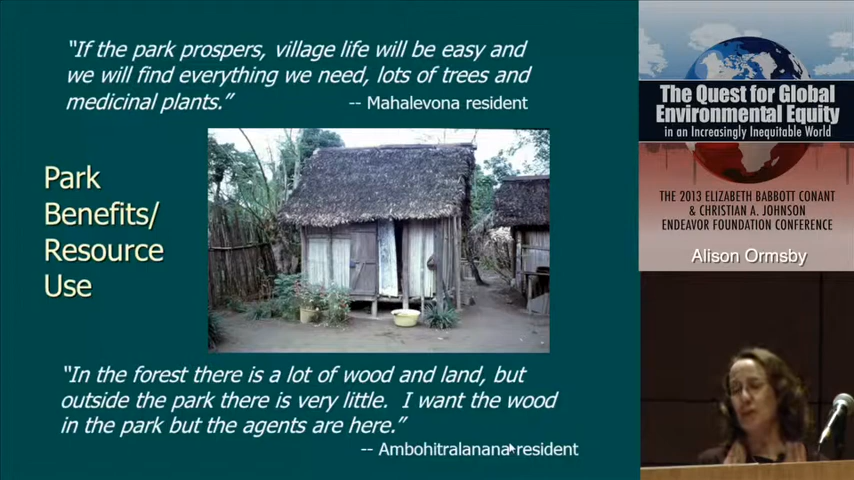 “If the park prospers, village life will be easy and
we will find everything we need, lots of trees and
medicinal plants.”
-- Mahalevona resident
Park
Benefits/
Resource
Use
“In the forest there is a lot of wood and land, but
outside the park there is very little. I want the wood
in the park but the agents are here.”
-- Ambohitralanana resident
The Quest for Global
Environmental Equity
in an Increasingly Inequitable World
THE 2013 ELIZABETH BABBOTT CONANT
& CHRISTIAN A. JOHNSON
ENDEAVOR FOUNDATION CONFERENCE
Alison Ormsby